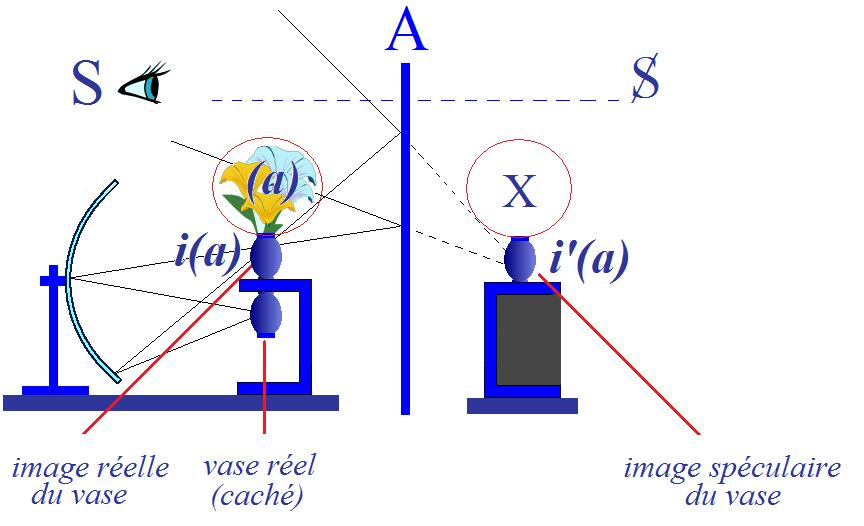 A
S
$
(a)
X
i(a)
i'(a)
image réelle
du vase
vase réel
(caché)
image spéculaire
du vase